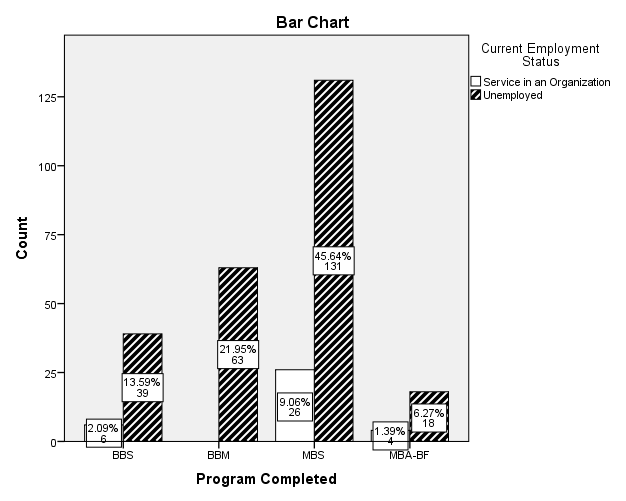 Bar Chart
Current Employment
Status
Service in an Organization
Unemployed
Count
125
100
75
50
25
0
2.09%
6
13.59%
39
21.95%
63
9.06%
26
45.64%
131
1.39%
4
6.27%
18
BBS
BBM
MBS
MBA-BF
Program Completed